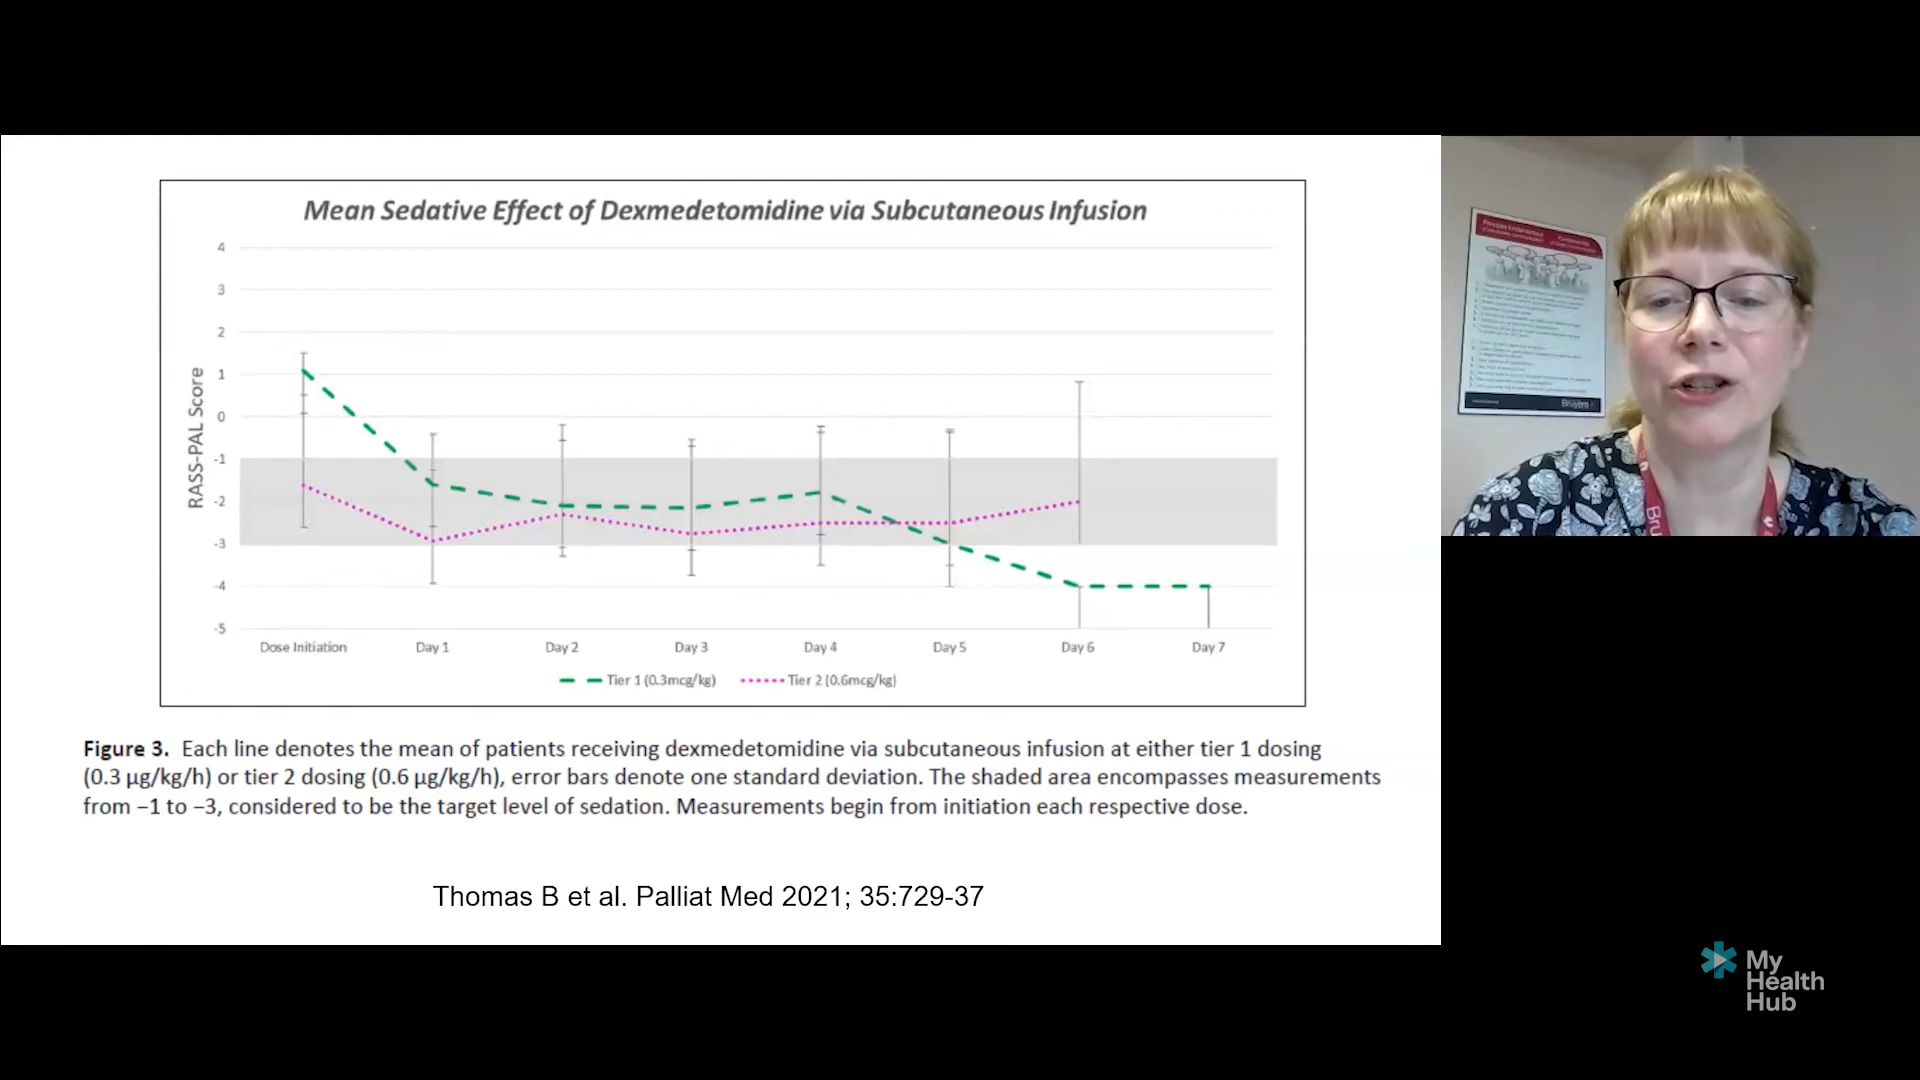 Mean Sedative Effect of Dexmedetomidine via Subcutaneous Infusion
RASS-PAL Score
4
3
2
1
0
-1
-2
-3
-4
-5
Dose Initiation
Day 1
Day 2
Day 3
Day 4
Day 5
Day 6
Day 7
Tier 1 (0.3mcg/kg)
Tier 2 (0.6mcg/kg)
Figure 3. Each line denotes the mean of patients receiving dexmedetomidine via subcutaneous infusion at either tier 1 dosing
(0.3 µg/kg/h) or tier 2 dosing (0.6 µg/kg/h), error bars denote one standard deviation. The shaded area encompasses measurements
from −1 to −3, considered to be the target level of sedation. Measurements begin from initiation each respective dose.
Thomas B et al. Palliat Med 2021; 35:729-37
Bruyère
Bru
My
Health
Hub